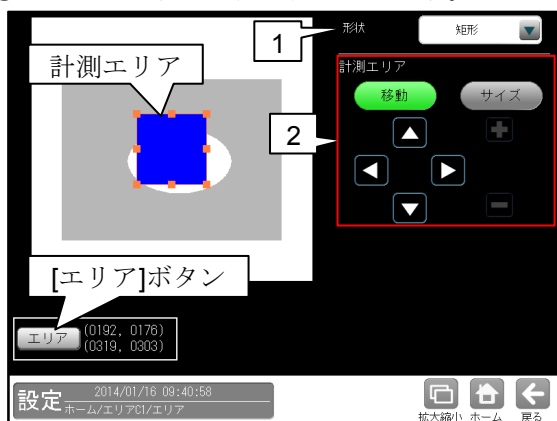 1
形状
矩形
計測エリア
計測エリア
移動
サイズ
2
[エリア]ボタン
エリア
(0192, 0176)
(0319, 0303)
設定
2014/01/16 09:40:58
ホーム/エリアC1/エリア
拡大縮小
ホーム
戻る